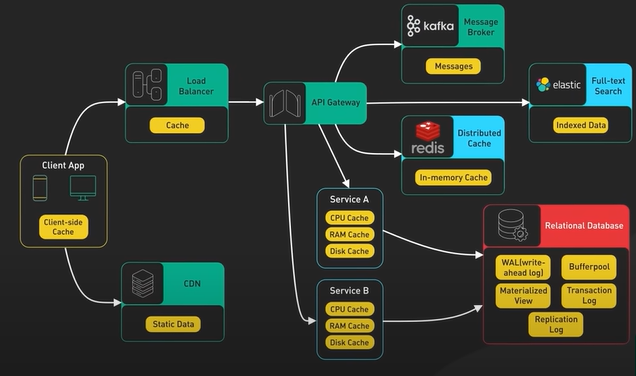 kafka
Message
Broker
Messages
Load
Balancer
Cache
API Gateway
elastic
Full-text
Search
Indexed Data
redis
Distributed
Cache
In-memory Cache
Client App
Client-side
Cache
Service A
CPU Cache
RAM Cache
Disk Cache
Relational Database
WAL(write-
ahead log)
Bufferpool
Materialized
View
Transaction
Log
Replication
Log
CDN
Static Data
Service B
CPU Cache
RAM Cache
Disk Cache